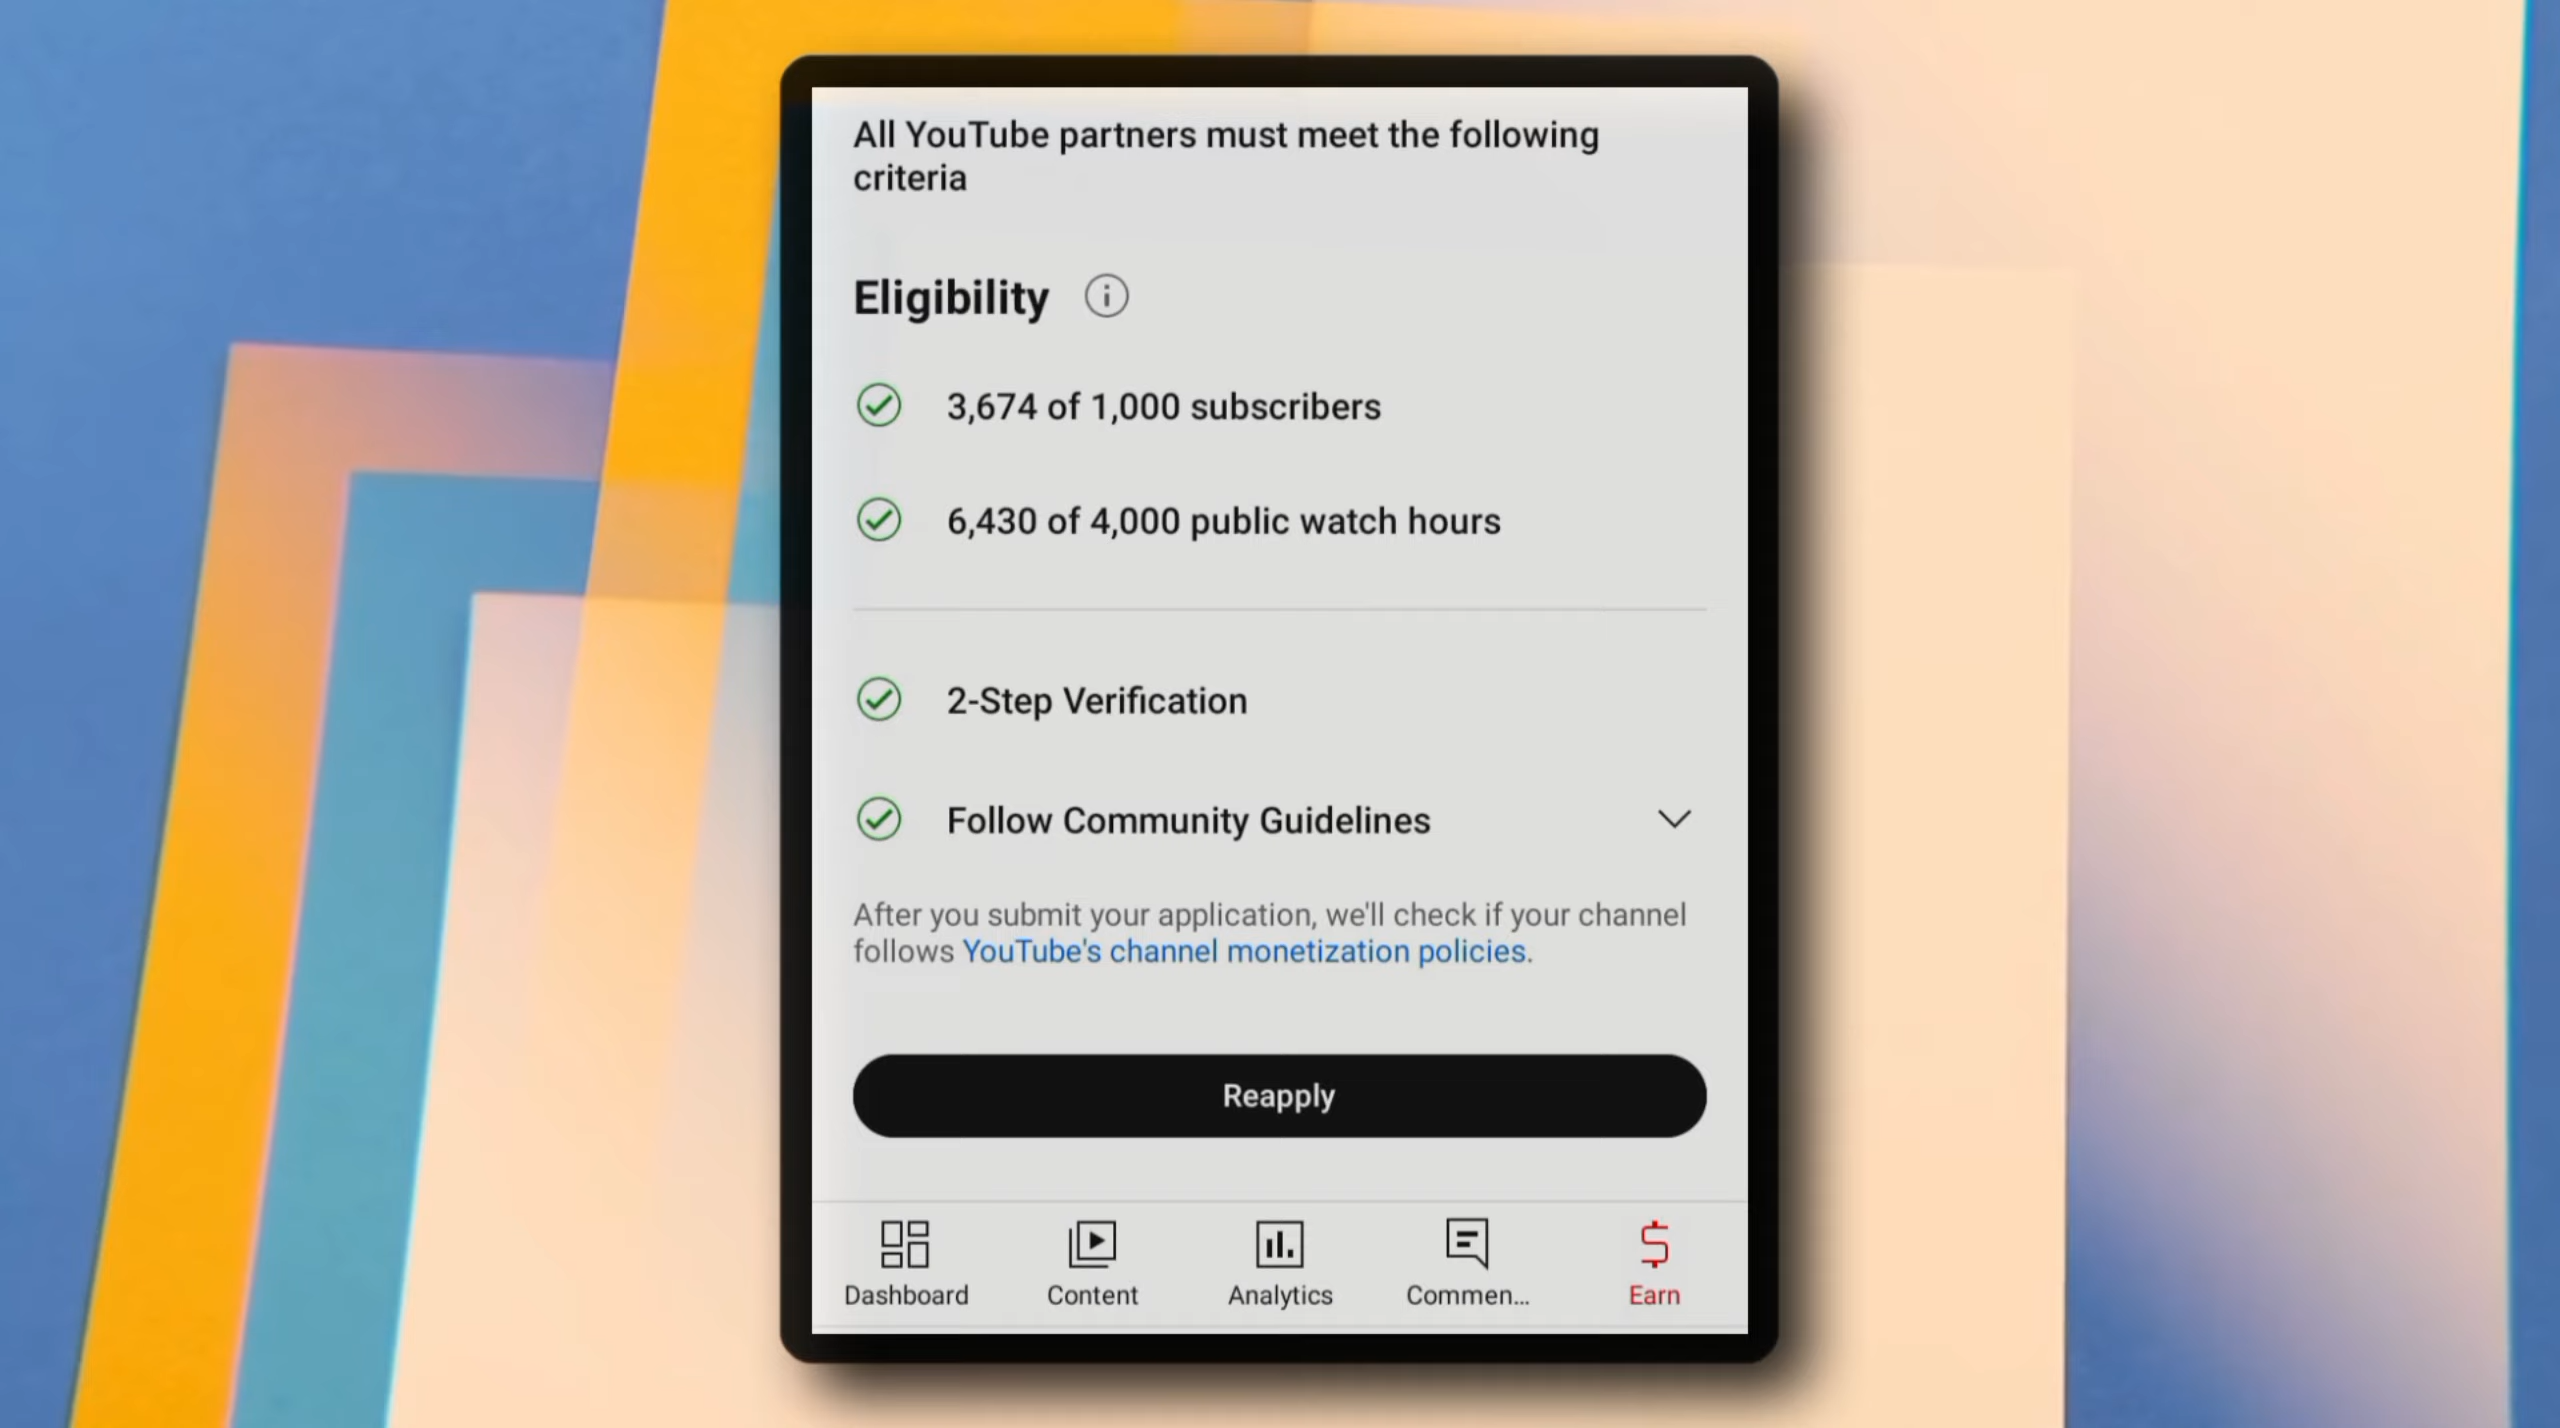 All YouTube partners must meet the following
criteria
Eligibility
3,674 of 1,000 subscribers
6,430 of 4,000 public watch hours
2-Step Verification
Follow Community Guidelines
After you submit your application, we'll check if your channel
follows YouTube's channel monetization policies.
Reapply
Dashboard Content Analytics Commen... Earn